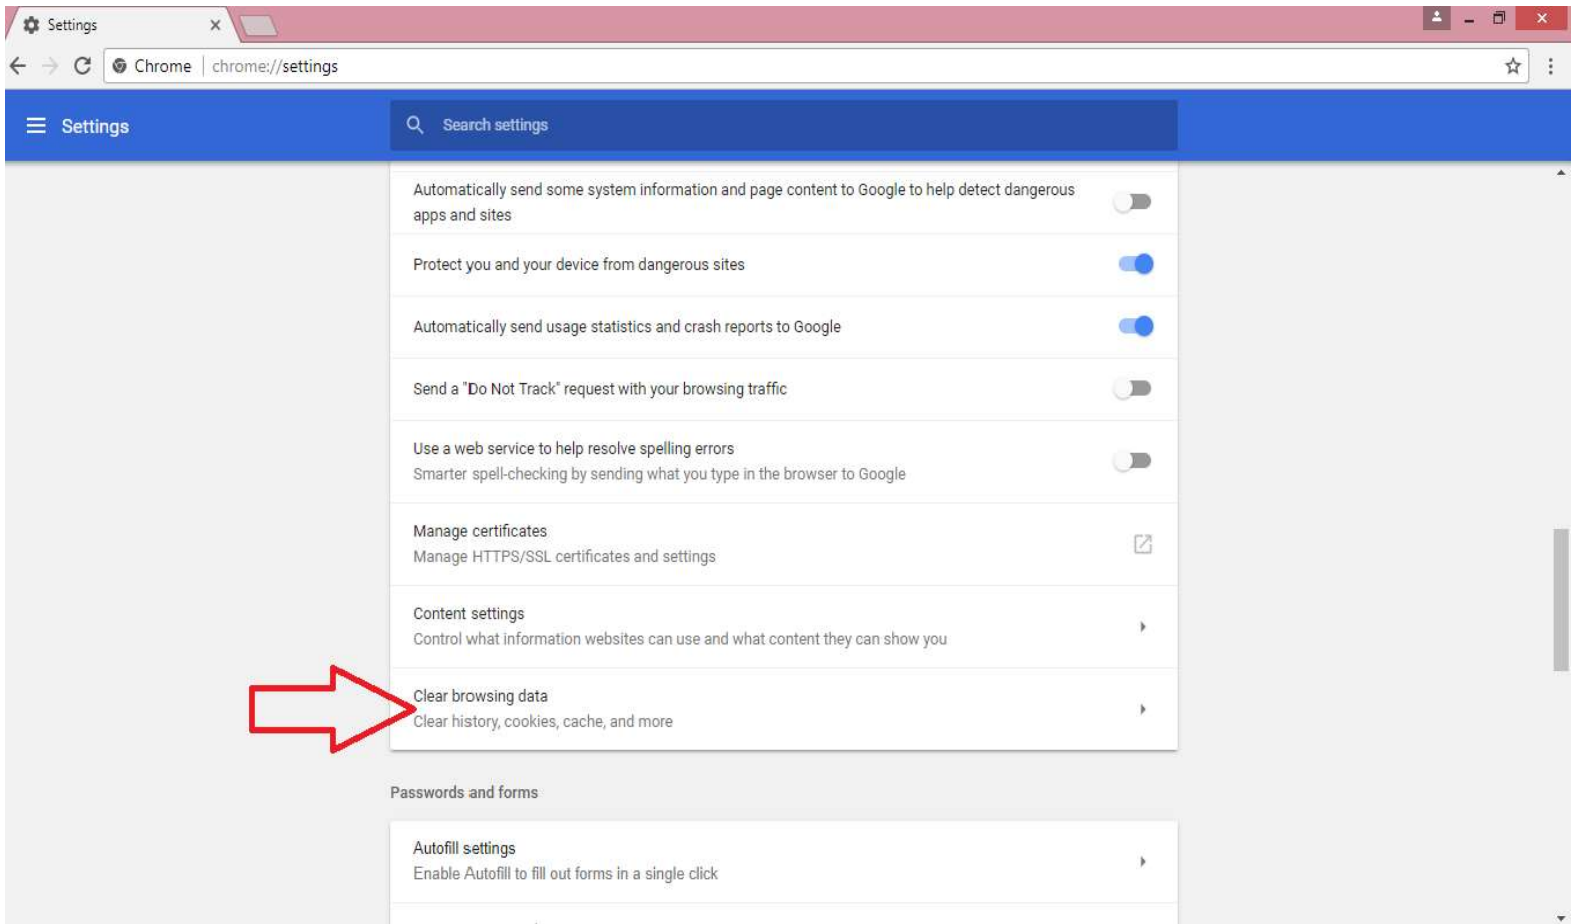 Settings
Chrome chrome://settings
Settings
Search settings
Automatically send some system information and page content to Google to help detect dangerous
apps and sites
Protect you and your device from dangerous sites
Automatically send usage statistics and crash reports to Google
Send a "Do Not Track" request with your browsing traffic
Use a web service to help resolve spelling errors
Smarter spell-checking by sending what you type in the browser to Google
Manage certificates
Manage HTTPS/SSL certificates and settings
Content settings
Control what information websites can use and what content they can show you
Clear browsing data
Clear history, cookies, cache, and more
Passwords and forms
Autofill settings
Enable Autofill to fill out forms in a single click